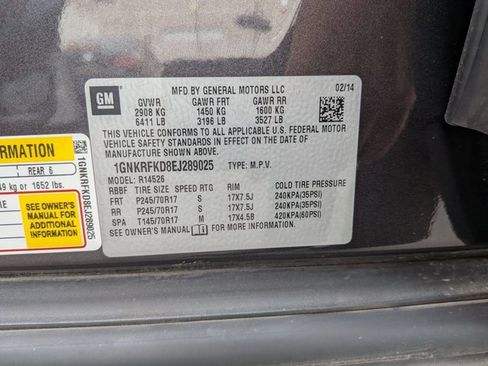 GM
MFD BY GENERAL MOTORS LLC
02/14
GVWR GAWR FRT GAWR RR
2908 KG 1450 KG 1600 KG
6411 LB 3196 LB 3527 LB
THIS VEHICLE CONFORMS TO ALL APPLICABLE U.S. FEDERAL MOTOR
VEHICLE SAFETY STANDARDS IN EFFECT ON THE DATE OF
MANUFACTURE SHOWN ABOVE.
1GNKRFKD8EJ289025 TYPE: M.P.V.
MODEL: R14526
RBBF TIRE SIZE SPEED RTG RIM COLD TIRE PRESSURE
FRT P245/70R17 S 17X7.5J 240KPA(35PSI)
RR P245/70R17 S 17X7.5J 240KPA(35PSI)
SPA T145/70R17 M 17X4.5B 420KPA(60PSI)
SEE OWNER'S MANUAL FOR MORE INFORMATION.
FORMATION
REAR 6
49 kg or 1652 lbs.
SEE OWNER'S
MANUAL FOR
ADDITIONAL
INFORMATION
1GNKRFKD8EJ289025